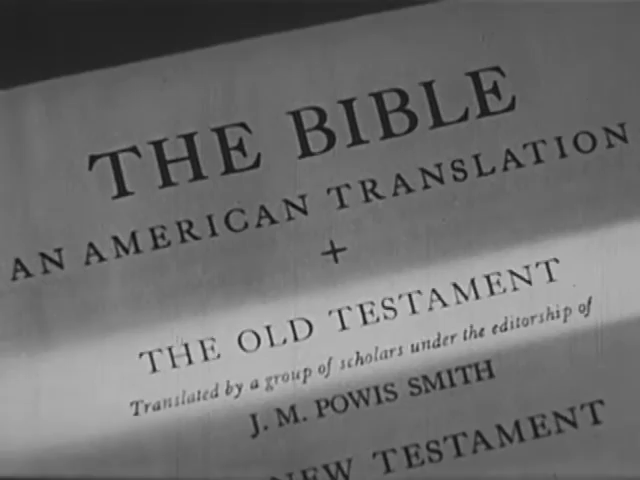 THE BIBLE
AN AMERICAN TRANSLATION
+
THE OLD TESTAMENT
Translated by a group of scholars under the editorship of
J. M. POWIS SMITH
NEW TESTAMENT